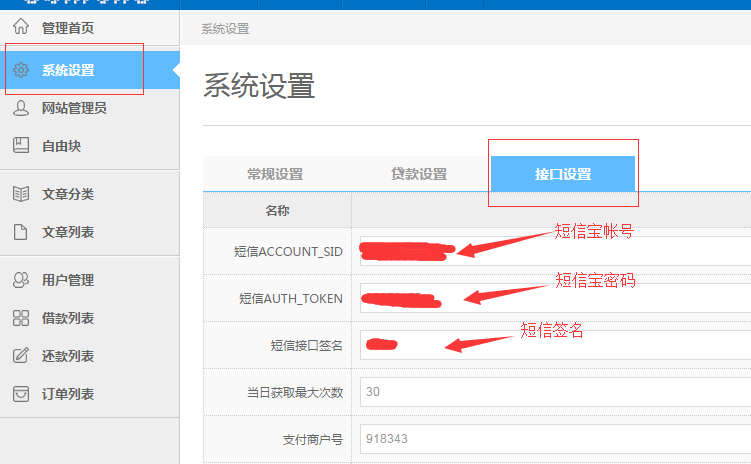 管理首页
系统设置
网站管理员
自由块
文章分类
文章列表
用户管理
借款列表
还款列表
订单列表
系统设置
系统设置
常规设置 贷款设置 接口设置
名称
短信ACCOUNT_SID 短信宝帐号
短信AUTH_TOKEN 短信宝密码
短信接口签名 短信签名
当日获取最大次数 30
支付商户号 918343